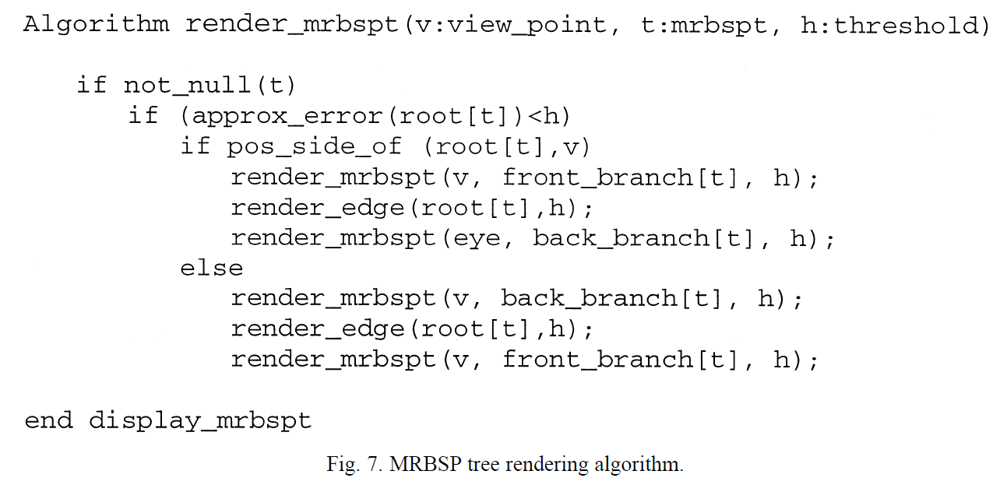 Algorithm render_mrbspt(v:view_point, t:mrbspt, h:threshold)
if not_null(t)
if (approx_error(root[t])<h)
if pos_side_of (root[t],v)
render_mrbspt(v, front_branch[t], h);
render_edge(root[t],h);
render_mrbspt(eye, back_branch[t], h);
else
render_mrbspt(v, back_branch[t], h);
render_edge(root[t],h);
render_mrbspt(v, front_branch[t], h);
end display_mrbspt
Fig. 7. MRBSP tree rendering algorithm.